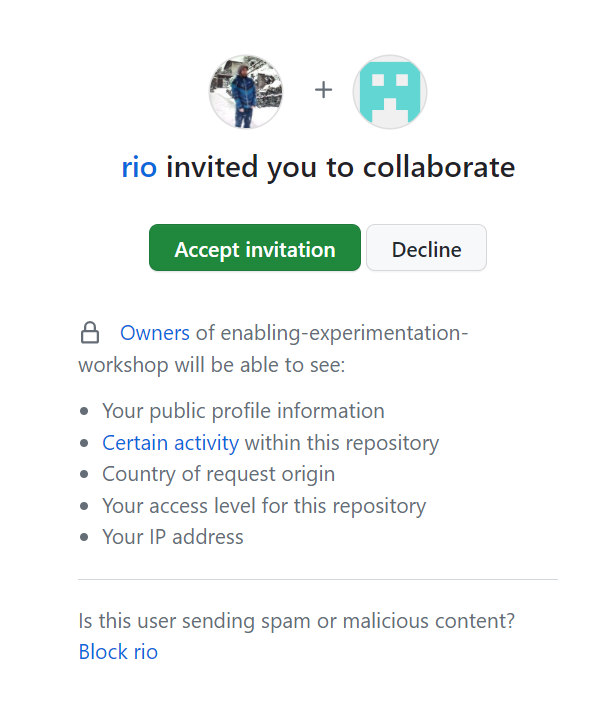 rio invited you to collaborate
Accept invitation
Decline
Owners of enabling-experimentation-
workshop will be able to see:
Your public profile information
Certain activity within this repository
Country of request origin
Your access level for this repository
Your IP address
Is this user sending spam or malicious content?
Block rio